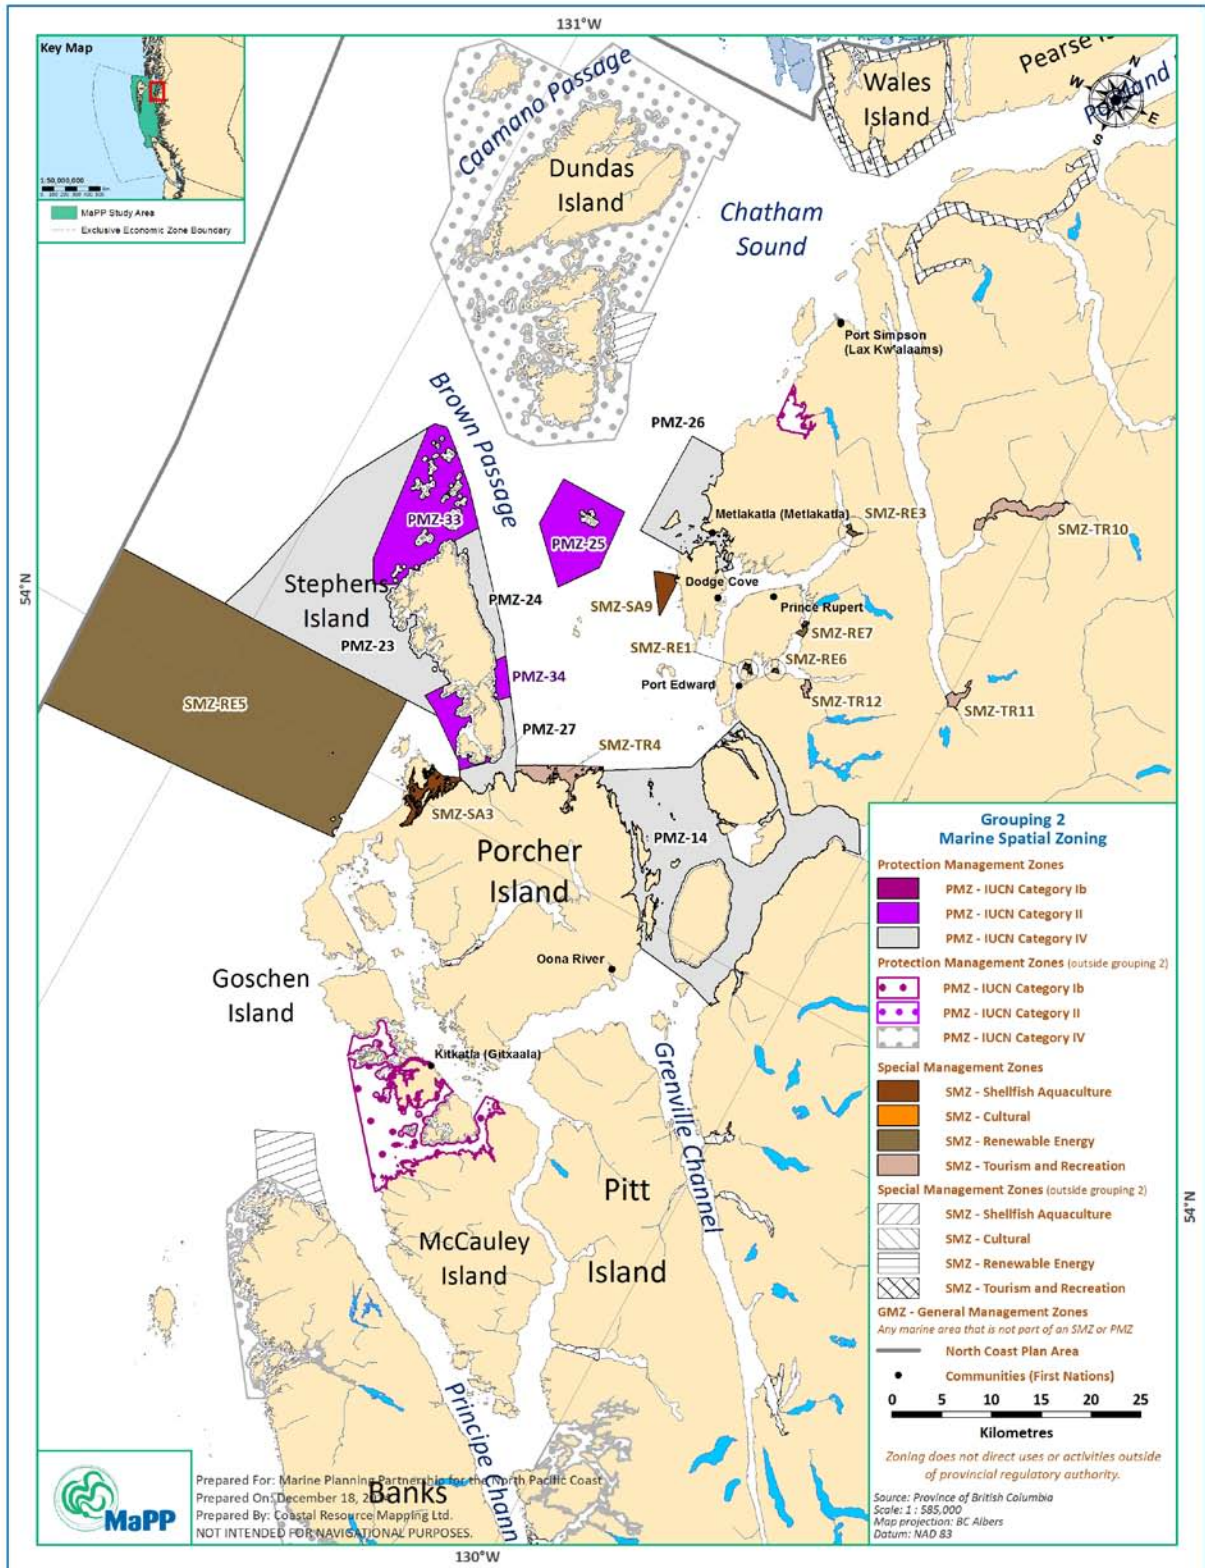 131°W
Key Map
1:50,000,000
MaPP Study Area
Exclusive Economic Zone Boundary
Caamano Passage
Dundas
Island
Wales
Island
Pearse Is
Portland
N
W
E
S
Chatham
Sound
Port Simpson
(Lax Kw'alaams)
Brown Passage
PMZ-26
PMZ-33
PMZ-25
Metlakatla (Metlakatla)
SMZ-RE3
SMZ-TR10
54°N
Stephens
Island
PMZ-24
Dodge Cove
SMZ-SA9
Prince Rupert
PMZ-23
SMZ-RE7
SMZ-RE1
SMZ-RE6
PMZ-34
Port Edward
SMZ-RE5
SMZ-TR12
SMZ-TR11
PMZ-27
SMZ-TR4
SMZ-SA3
PMZ-14
Porcher
Island
Oona River
Goschen
Island
Kitkatla (Gitxaala)
Grenville Channel
Pitt
Island
McCauley
Island
Principe Chann
Banks
54°N
Grouping 2
Marine Spatial Zoning
Protection Management Zones
PMZ - IUCN Category Ib
PMZ - IUCN Category II
PMZ - IUCN Category IV
Protection Management Zones (outside grouping 2)
PMZ - IUCN Category Ib
PMZ - IUCN Category II
PMZ - IUCN Category IV
Special Management Zones
SMZ - Shellfish Aquaculture
SMZ - Cultural
SMZ - Renewable Energy
SMZ - Tourism and Recreation
Special Management Zones (outside grouping 2)
SMZ - Shellfish Aquaculture
SMZ - Cultural
SMZ - Renewable Energy
SMZ - Tourism and Recreation
GMZ - General Management Zones
Any marine area that is not part of an SMZ or PMZ
North Coast Plan Area
Communities (First Nations)
0 5 10 15 20 25
Kilometres
Zoning does not direct uses or activities outside
of provincial regulatory authority.
Source: Province of British Columbia
Scale: 1 : 585,000
Map projection: BC Albers
Datum: NAD 83
MaPP
Prepared For: Marine Planning Partnership for the North Pacific Coast
Prepared On: December 18,
Prepared By: Coastal Resource Mapping Ltd.
NOT INTENDED FOR NAVIGATIONAL PURPOSES.
130°W